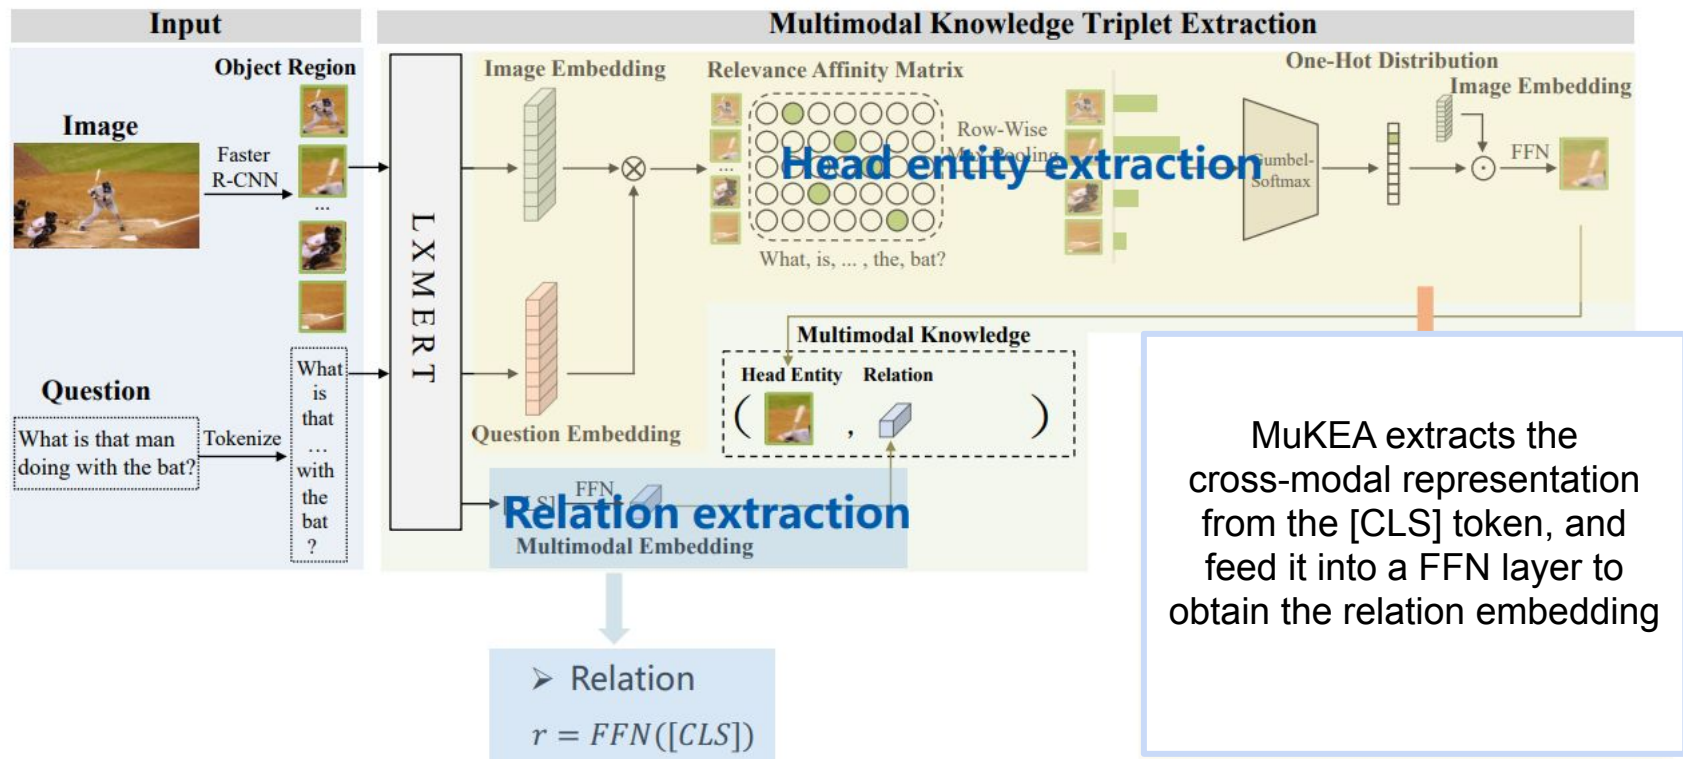 Input
Multimodal Knowledge Triplet Extraction
Object Region
Image
Faster
R-CNN
...
Question
What is that man
doing with the bat?
Tokenize
What
is
that
...
with
the
bat
?
LXMERT
Image Embedding
Question Embedding
Relevance Affinity Matrix
...
What, is, ... , the, bat?
Row-Wise
Max-Pooling
...
Head entity extraction
Gumbel-
Softmax
One-Hot Distribution
Image Embedding
FFN
Multimodal Knowledge
Head Entity
Relation
( , )
[CLS]
FFN
Relation extraction
Multimodal Embedding
➢ Relation
r = FFN([CLS])
MuKEA extracts the
cross-modal representation
from the [CLS] token, and
feed it into a FFN layer to
obtain the relation embedding